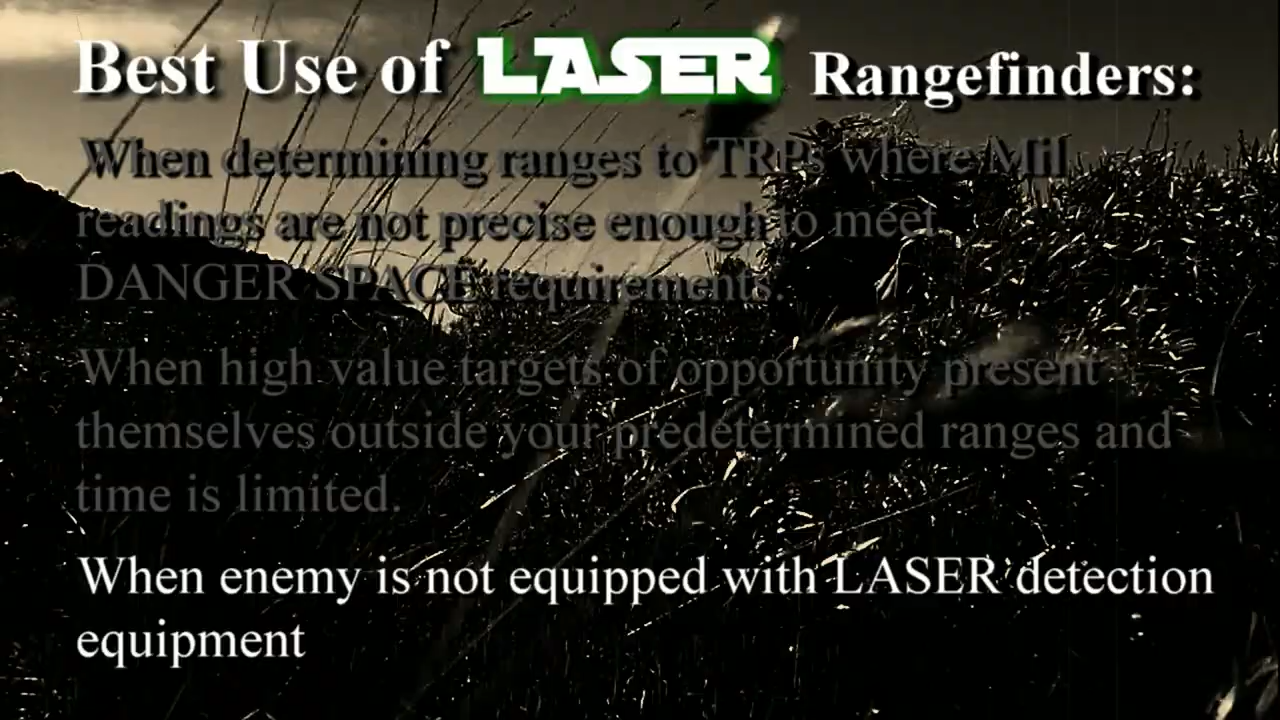 Best Use of LASER Rangefinders:
When determining ranges to TRPs where Mil
readings are not precise enough to meet
DANGER SPACE requirements.
When high value targets of opportunity present
themselves outside your predetermined ranges and
time is limited.
When enemy is not equipped with LASER detection
equipment